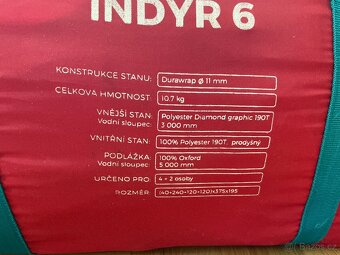 INDYR 6
KONSTRUKCE STANU: Durawrap ø 11 mm
CELKOVÁ HMOTNOST: 10.7 kg
VNĚJŠÍ STAN: Polyester Diamond graphic 190T
Vodní sloupec: 3 000 mm
VNITŘNÍ STAN: 100% Polyester 190T, prodyšný
PODLÁŽKA: 100% Oxford
Vodní sloupec: 5 000 mm
URČENO PRO: 4 + 2 osoby
ROZMĚR: (40+240+120+120)x375x195